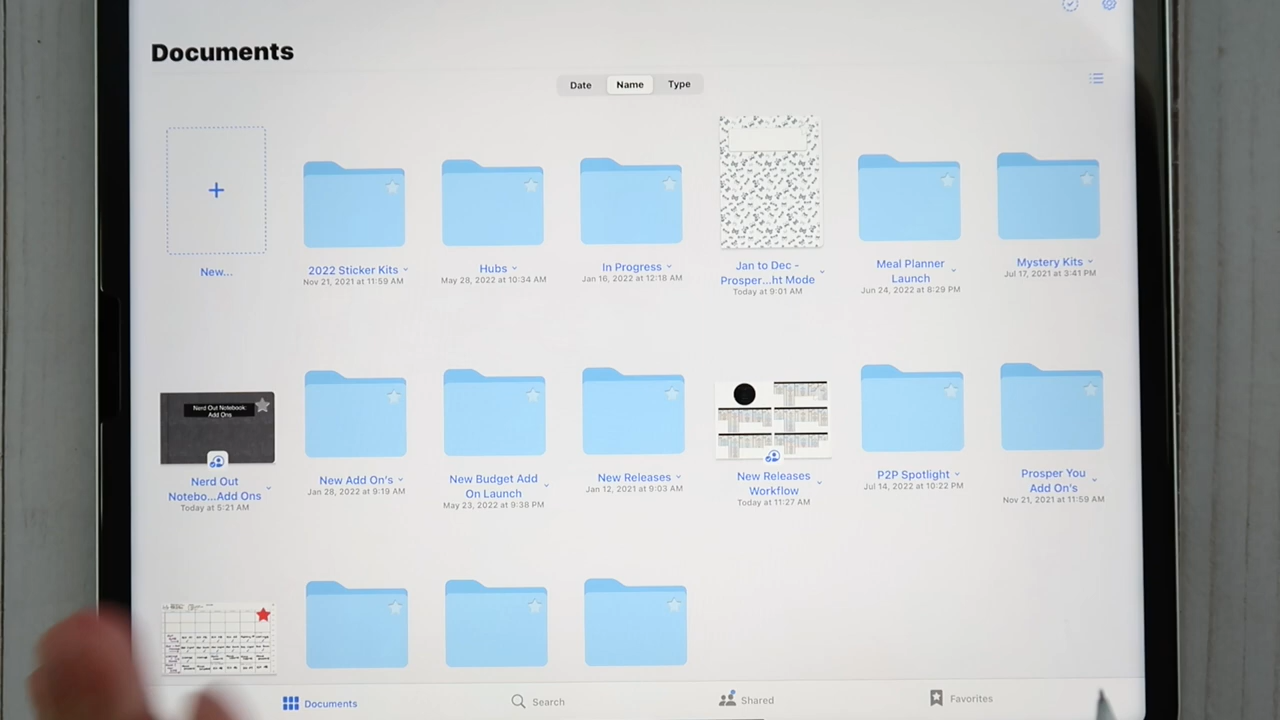 Documents
Date Name Type
New...
2022 Sticker Kits
Nov 21, 2021 at 11:59 AM
Hubs
May 28, 2022 at 10:34 AM
In Progress
Jan 16, 2022 at 12:18 AM
Jan to Dec -
Prosper...ht Mode
Today at 9:01 AM
Meal Planner
Launch
Jun 24, 2022 at 8:29 PM
Mystery Kits
Jul 17, 2021 at 3:41 PM
Nerd Out Notebook:
Add Ons
Nerd Out
Notebo...Add Ons
Today at 5:21 AM
New Add On's
Jan 28, 2022 at 9:19 AM
New Budget Add
On Launch
May 23, 2022 at 9:38 PM
New Releases
Jan 12, 2021 at 9:03 AM
New Releases
Workflow
Today at 11:27 AM
P2P Spotlight
Jul 14, 2022 at 10:22 PM
Prosper You
Add On's
Nov 21, 2021 at 11:59 AM
Documents Search Shared Favorites